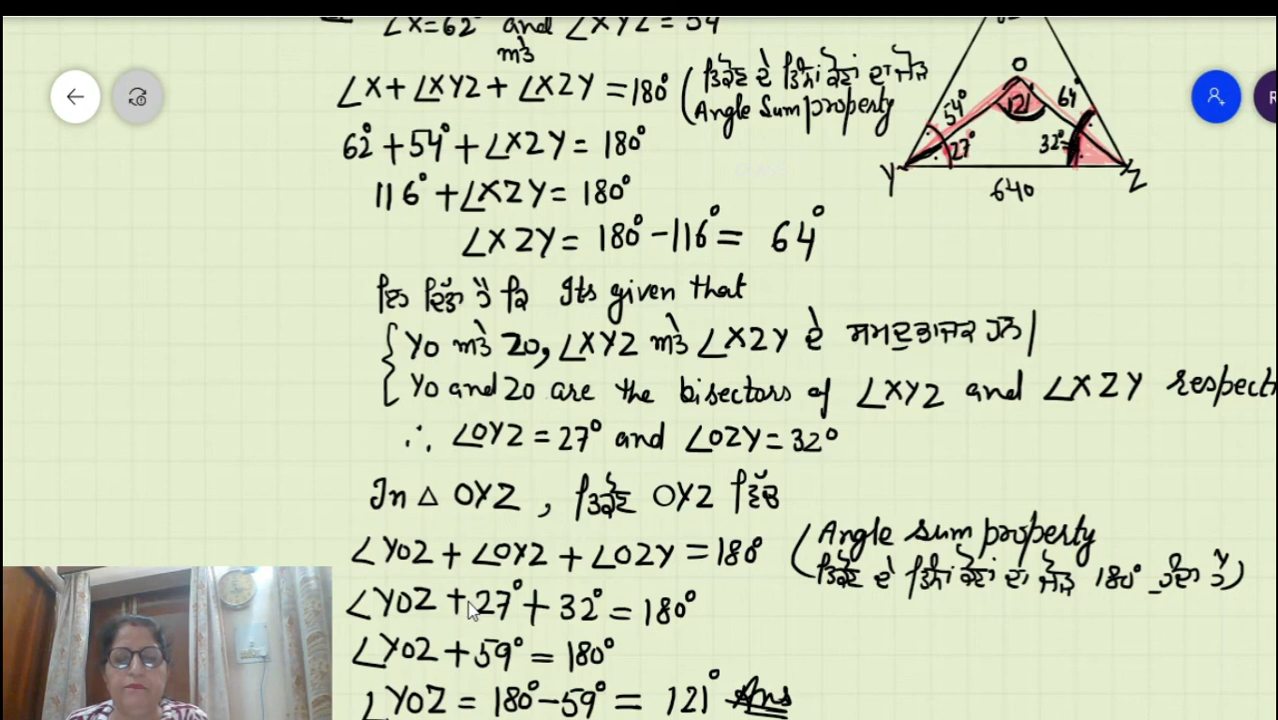 ∠X=62° and ∠XYZ = 54
ਅਤੇ
∠X + ∠XYZ + ∠XZY = 180° (ਤਿਕੋਣ ਦੇ ਤਿੰਨਾਂ ਕੋਣਾਂ ਦਾ ਜੋੜ
Angle Sum property
62° + 54° + ∠XZY = 180°
116° + ∠XZY = 180°
∠XZY = 180° - 116° = 64°
ਦਿੱਤਾ ਹੈ ਕਿ Its given that
YO ਅਤੇ ZO, ∠XYZ ਅਤੇ ∠XZY ਦੇ ਸਮਦੁਭਾਜਕ ਹਨ।
YO and ZO are the bisectors of ∠XYZ and ∠XZY respecti
∴ ∠OYZ = 27° and ∠OZY = 32°
In △ OYZ, ਤਿਕੋਣ OYZ ਵਿੱਚ
∠YOZ + ∠OYZ + ∠OZY = 180° (Angle sum property
ਤਿਕੋਣ ਦੇ ਤਿੰਨਾਂ ਕੋਣਾਂ ਦਾ ਜੋੜ 180° ਹੁੰਦਾ ਹੈ)
∠YOZ + 27° + 32° = 180°
∠YOZ + 59° = 180°
∠YOZ = 180° - 59° = 121° Ans
O
54° 121 64°
27° 32°
Y Z
640
R